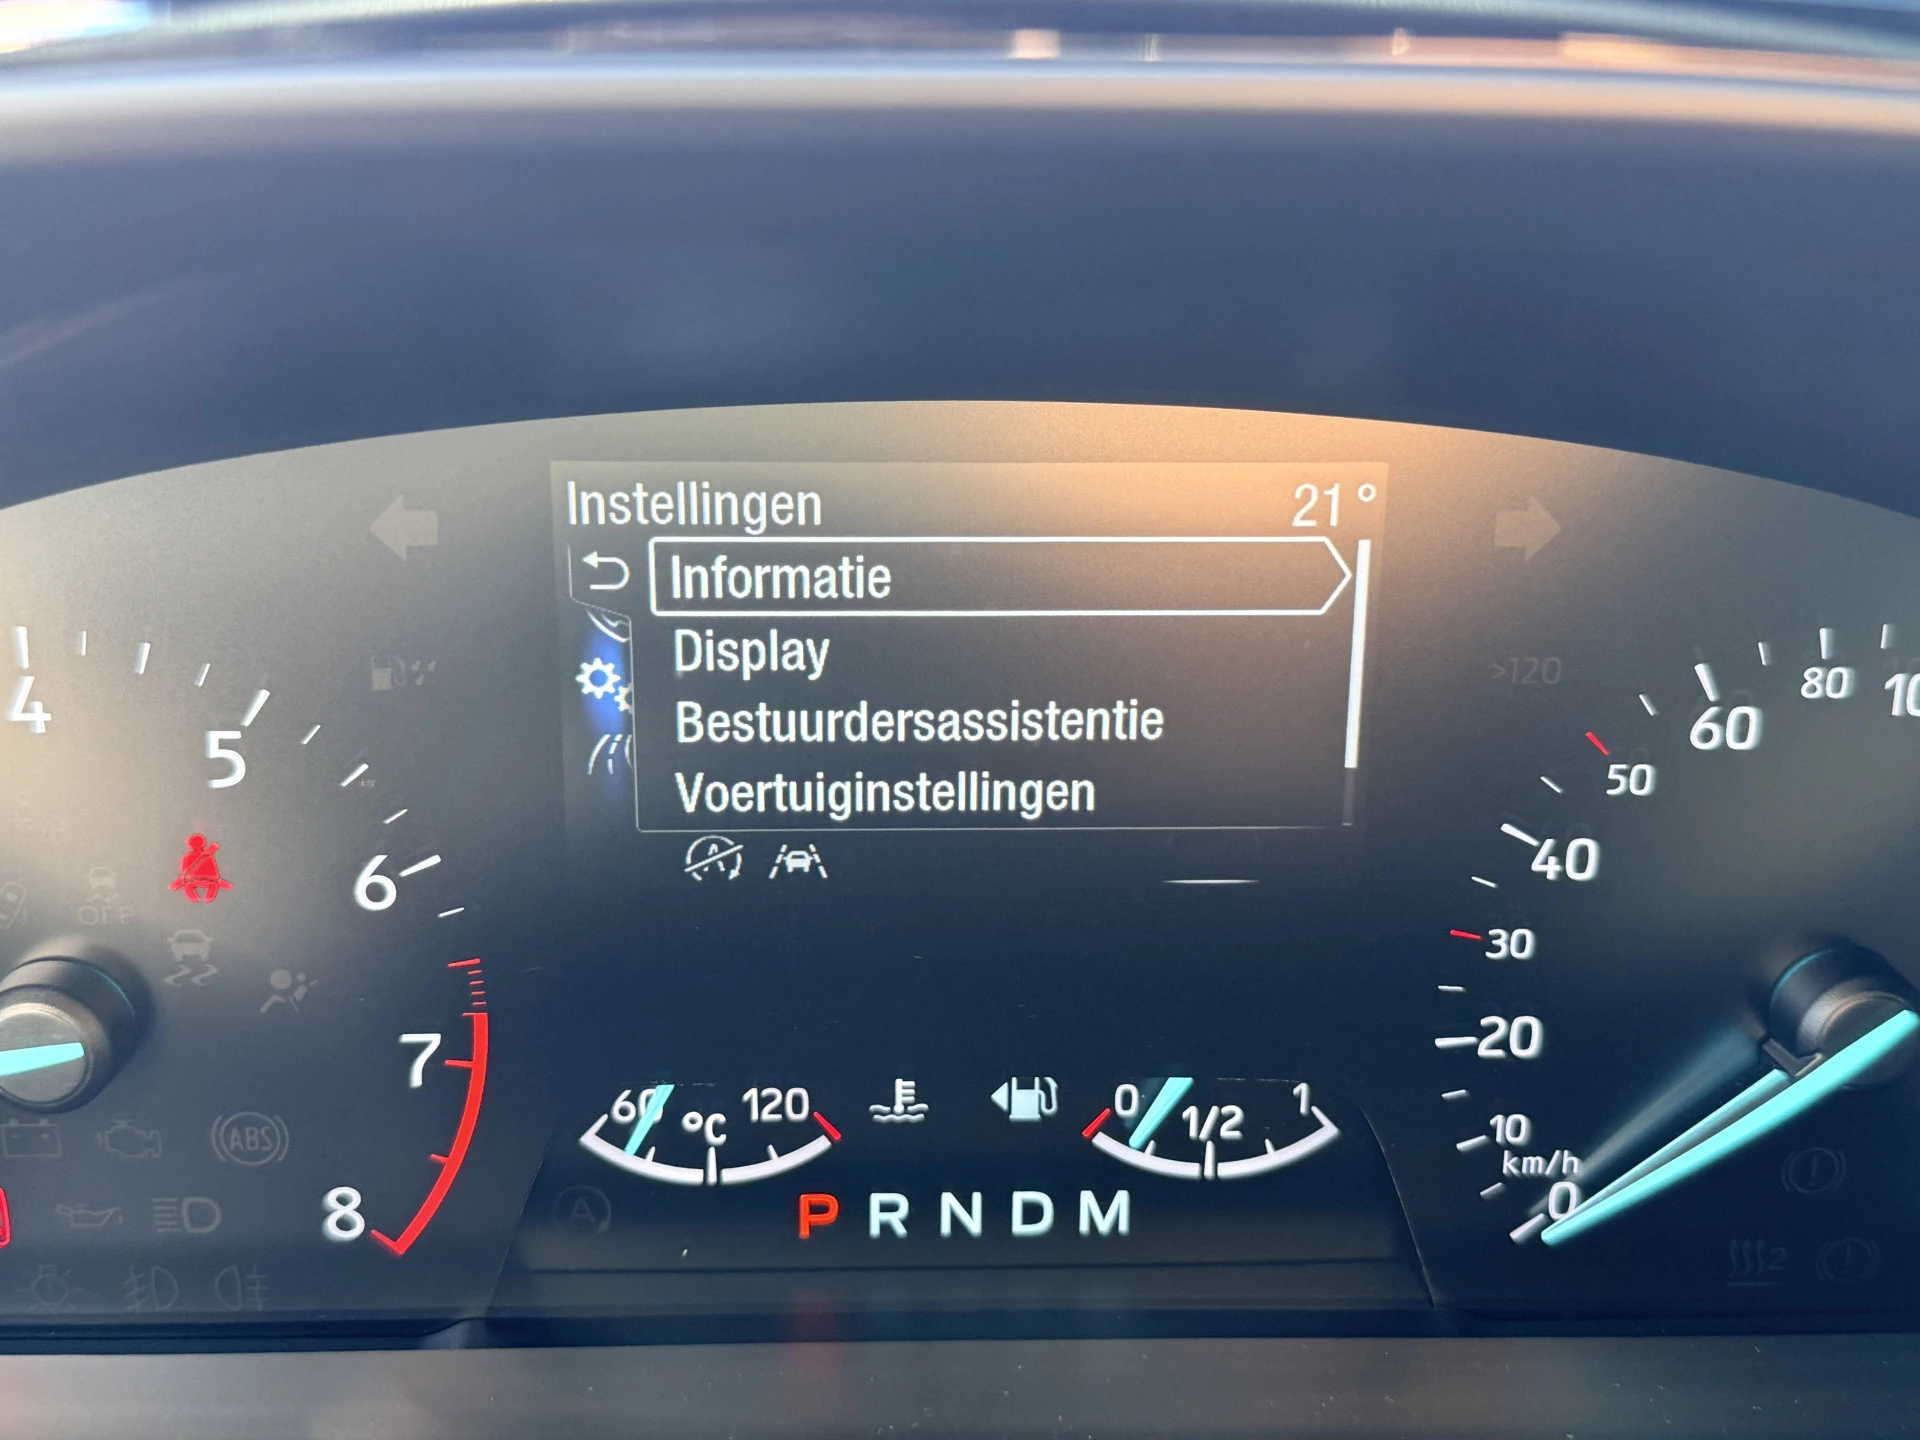 Instellingen 21°
Informatie
Display
Bestuurdersassistentie
Voertuiginstellingen
4
5
6
7
8
OFF
ABS
60 °C 120
0 1/2 1
P R N D M
A
>120
80
60
50
40
30
20
10
km/h
0